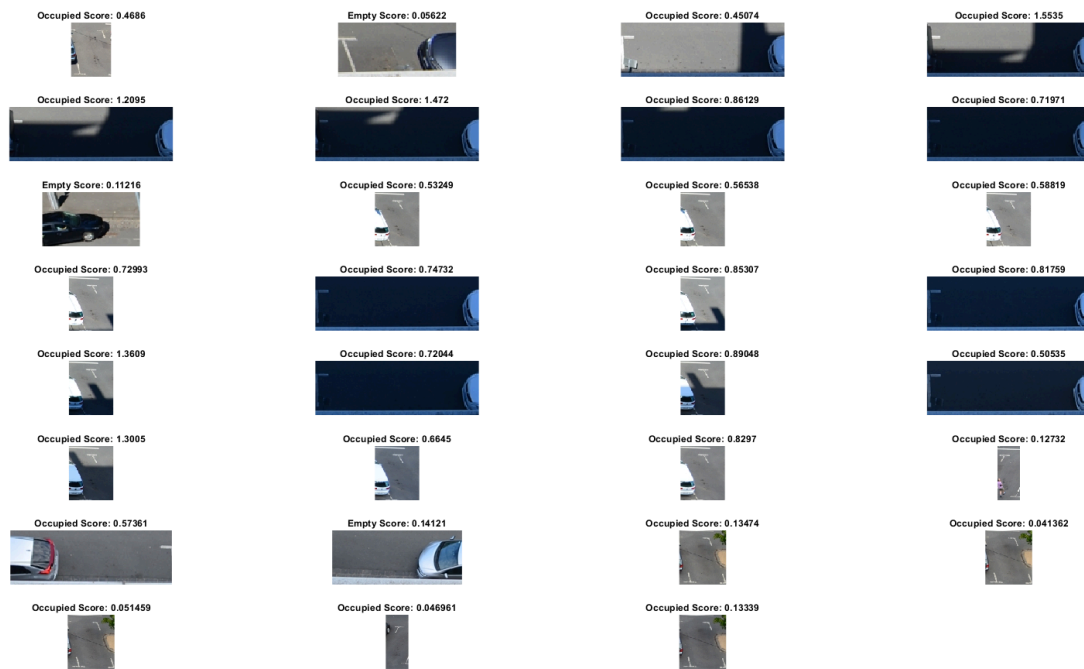 Occupied Score: 0.4686
Empty Score: 0.05622
Occupied Score: 0.45074
Occupied Score: 1.5535
Occupied Score: 1.2095
Occupied Score: 1.472
Occupied Score: 0.86129
Occupied Score: 0.71971
Empty Score: 0.11216
Occupied Score: 0.53249
Occupied Score: 0.56538
Occupied Score: 0.58819
Occupied Score: 0.72993
Occupied Score: 0.74732
Occupied Score: 0.85307
Occupied Score: 0.81759
Occupied Score: 1.3609
Occupied Score: 0.72044
Occupied Score: 0.89048
Occupied Score: 0.50535
Occupied Score: 1.3005
Occupied Score: 0.6645
Occupied Score: 0.8297
Occupied Score: 0.12732
Occupied Score: 0.57361
Empty Score: 0.14121
Occupied Score: 0.13474
Occupied Score: 0.041362
Occupied Score: 0.051459
Occupied Score: 0.046961
Occupied Score: 0.13339